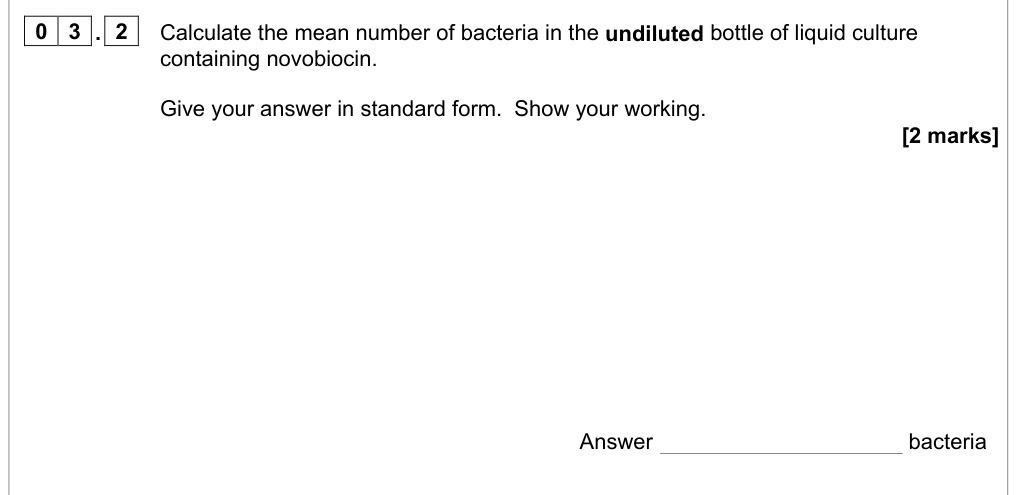 0 3 . 2 Calculate the mean number of bacteria in the undiluted bottle of liquid culture
containing novobiocin.
Give your answer in standard form. Show your working.
[2 marks]
Answer bacteria